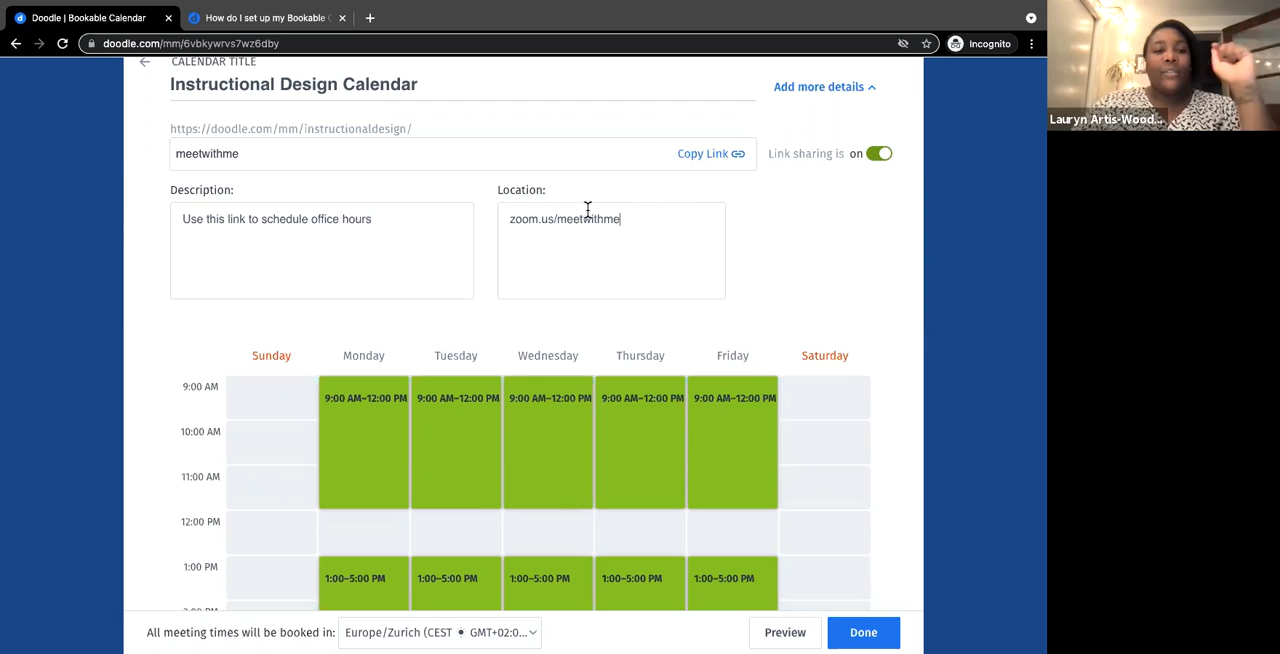 Doodle | Bookable Calendar
How do I set up my Bookable C
doodle.com/mm/6vbkywrvs7wz6dby
Incognito
CALENDAR TITLE
Instructional Design Calendar
Add more details
https://doodle.com/mm/instructionaldesign/
meetwithme
Copy Link
Link sharing is on
Description:
Location:
Use this link to schedule office hours
zoom.us/meetwithme
Sunday Monday Tuesday Wednesday Thursday Friday Saturday
9:00 AM
9:00 AM–12:00 PM 9:00 AM–12:00 PM 9:00 AM–12:00 PM 9:00 AM–12:00 PM 9:00 AM–12:00 PM
10:00 AM
11:00 AM
12:00 PM
1:00 PM
1:00–5:00 PM 1:00–5:00 PM 1:00–5:00 PM 1:00–5:00 PM 1:00–5:00 PM
All meeting times will be booked in:
Europe/Zurich (CEST • GMT+02:0...
Preview
Done
Lauryn Artis-Wood...